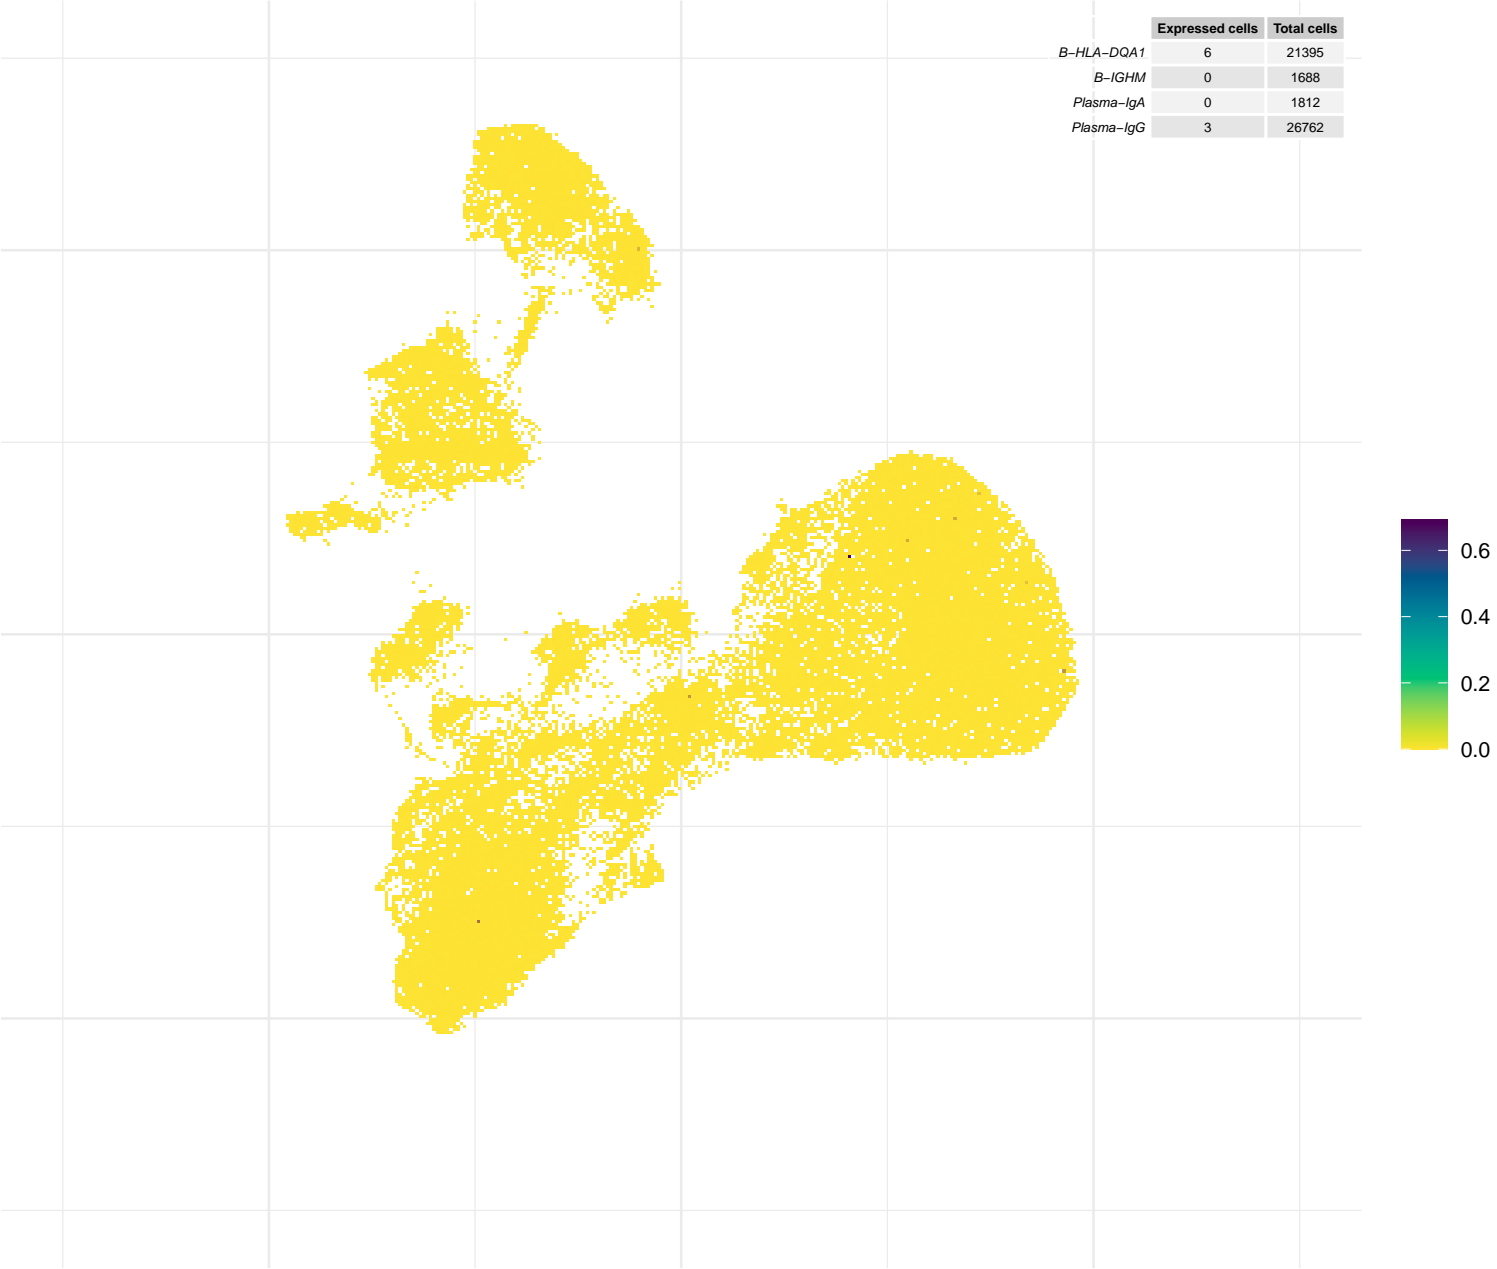 Expressed cells Total cells
B−HLA−DQA1 6 21395
B−IGHM 0 1688
Plasma−IgA 0 1812
Plasma−IgG 3 26762
0.6
0.4
0.2
0.0